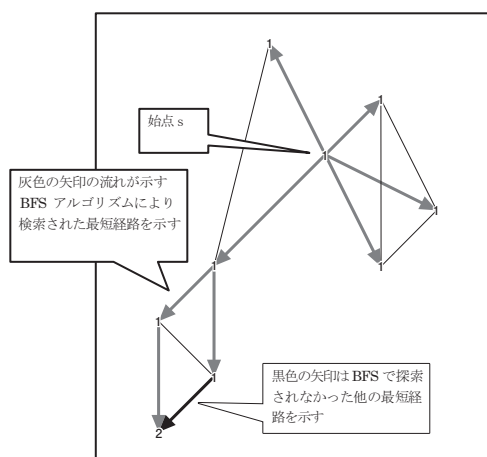 1
1
始点 s
1
灰色の矢印の流れが示す
BFS アルゴリズムにより
検索された最短経路を示す
1
1
1
1
1
黒色の矢印は BFS で探索
されなかった他の最短経
路を示す
2